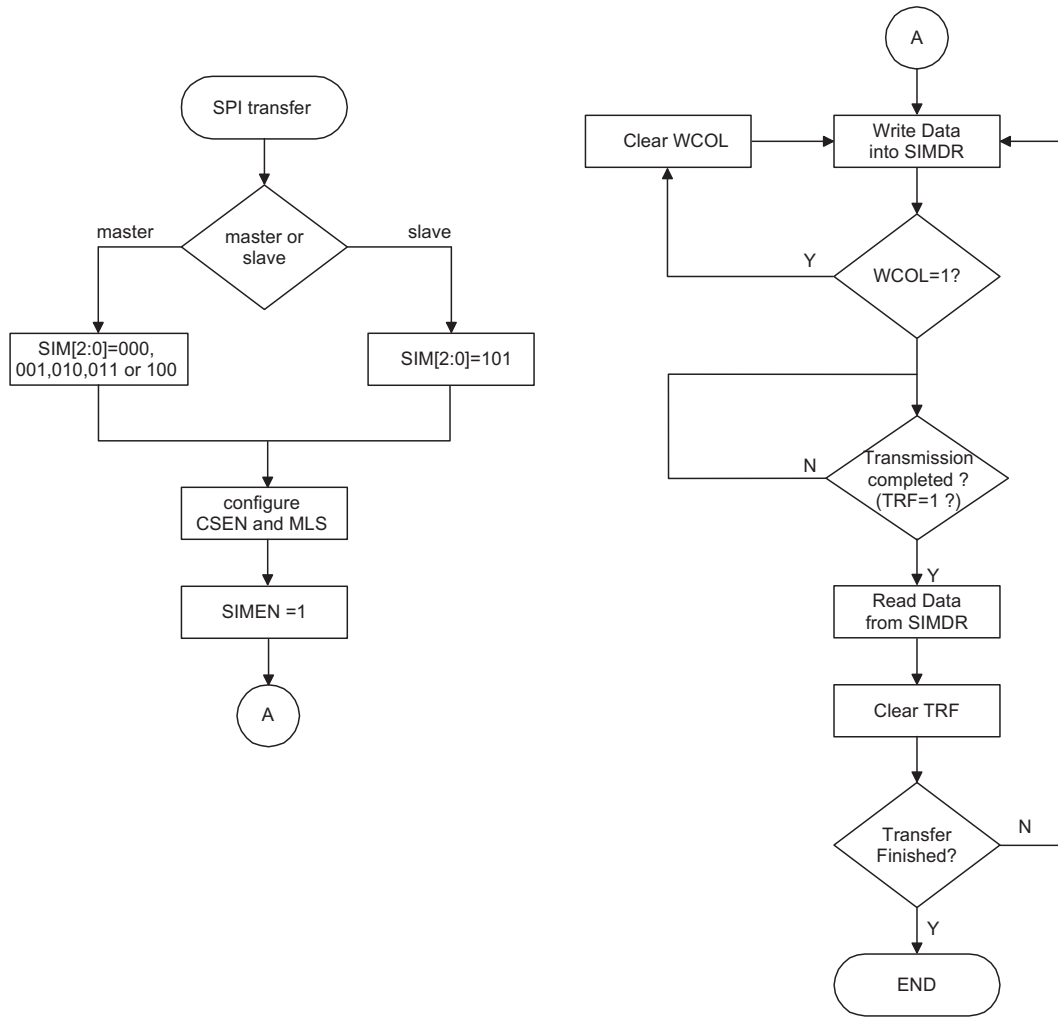 SPI transfer
master
master or
slave
slave
SIM[2:0]=000,
001,010,011 or 100
SIM[2:0]=101
configure
CSEN and MLS
SIMEN =1
A
A
Clear WCOL
Write Data
into SIMDR
Y
WCOL=1?
N
Transmission
completed ?
(TRF=1 ?)
Y
Read Data
from SIMDR
Clear TRF
Transfer
Finished?
N
Y
END